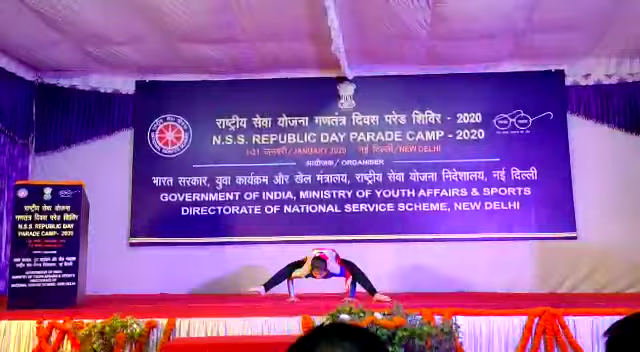 राष्ट्रीय सेवा योजना गणतंत्र दिवस परेड शिविर - 2020
N.S.S. REPUBLIC DAY PARADE CAMP - 2020
1-31 जनवरी/JANUARY 2020 नई दिल्ली/NEW DELHI
आयोजक/ORGANISER
भारत सरकार, युवा कार्यक्रम और खेल मंत्रालय, राष्ट्रीय सेवा योजना निदेशालय, नई दिल्ली
GOVERNMENT OF INDIA, MINISTRY OF YOUTH AFFAIRS & SPORTS
DIRECTORATE OF NATIONAL SERVICE SCHEME, NEW DELHI
राष्ट्रीय सेवा योजना
गणतंत्र दिवस
N.S.S. REPUBLIC DAY
PARADE CAMP- 2020